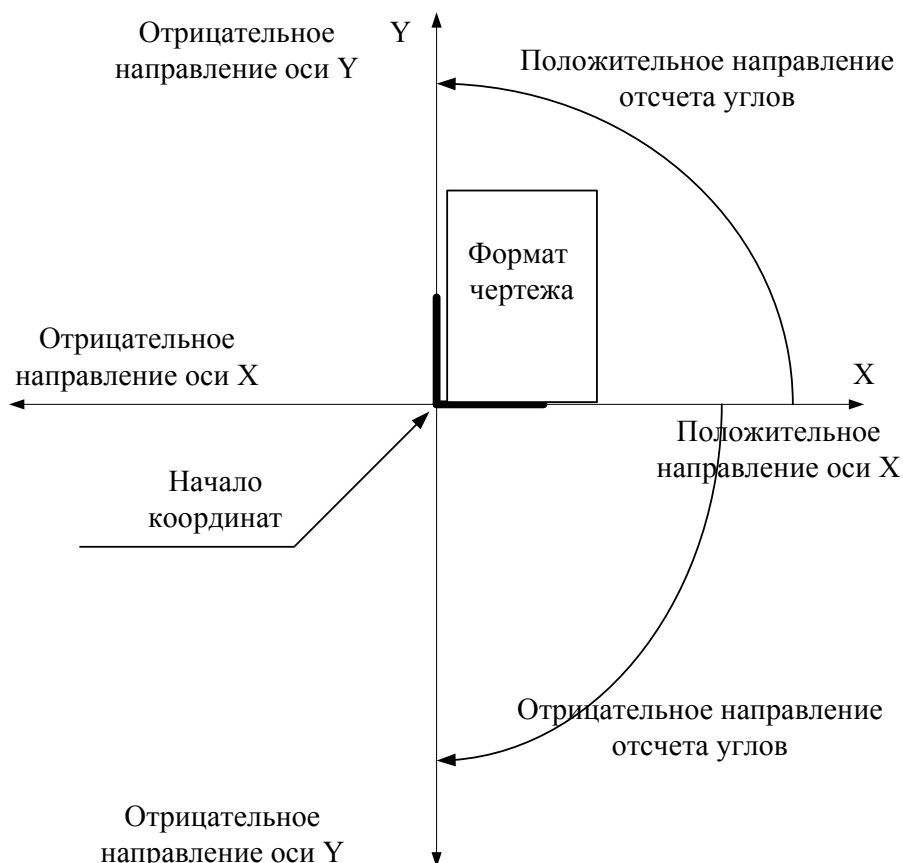 Отрицательное
направление оси Y
Y
Положительное направление
отсчета углов
Формат
чертежа
Отрицательное
направление оси X
X
Положительное
направление оси X
Начало
координат
Отрицательное направление
отсчета углов
Отрицательное
направление оси Y